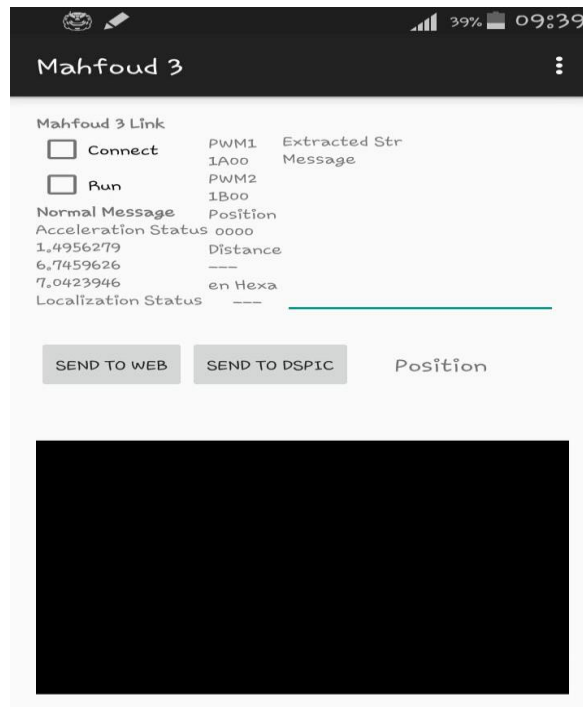 39% 09:39
Mahfoud 3
Mahfoud 3 Link
Connect
Run
Normal Message
Acceleration Status
1.4956279
6.7459626
7.0423946
Localization Status
PWM1
1A00
PWM2
1B00
Position
0000
Distance
---
en Hexa
---
Extracted Str
Message
SEND TO WEB
SEND TO DSPIC
Position